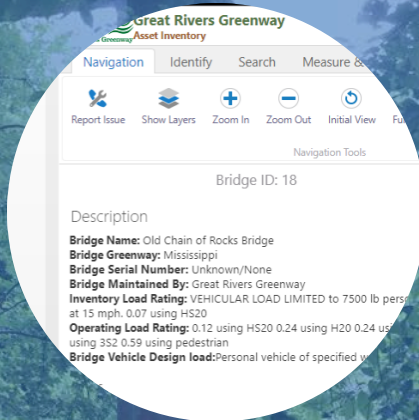 Great Rivers Greenway
Greenway Asset Inventory
Navigation Identify Search Measure &
Report Issue Show Layers Zoom In Zoom Out Initial View
Navigation Tools
Bridge ID: 18
Description
Bridge Name: Old Chain of Rocks Bridge
Bridge Greenway: Mississippi
Bridge Serial Number: Unknown/None
Bridge Maintained By: Great Rivers Greenway
Inventory Load Rating: VEHICULAR LOAD LIMITED to 7500 lb
at 15 mph. 0.07 using HS20
Operating Load Rating: 0.12 using HS20 0.24 using H20 0.24
using 3S2 0.59 using pedestrian
Bridge Vehicle Design load:Personal vehicle of specified